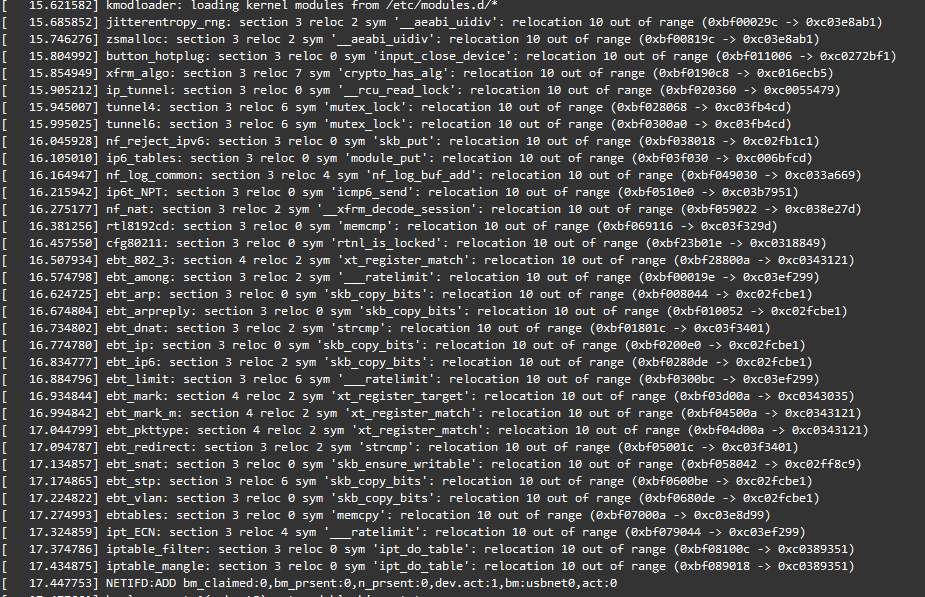 [   15.621582] kmodloader: loading kernel modules from /etc/modules.d/*
[   15.685852] jitterentropy_rng: section 3 reloc 2 sym '__aeabi_uidiv': relocation 10 out of range (0xbf00029c -> 0xc03e8ab1)
[   15.746276] zsmalloc: section 3 reloc 2 sym '__aeabi_uidiv': relocation 10 out of range (0xbf00819c -> 0xc03e8ab1)
[   15.804992] button_hotplug: section 3 reloc 0 sym 'input_close_device': relocation 10 out of range (0xbf011006 -> 0xc0272bf1)
[   15.854949] xfrm_algo: section 3 reloc 7 sym 'crypto_has_alg': relocation 10 out of range (0xbf0190c8 -> 0xc016ecb5)
[   15.905212] ip_tunnel: section 3 reloc 0 sym '__rcu_read_lock': relocation 10 out of range (0xbf020360 -> 0xc0055479)
[   15.945007] tunnel4: section 3 reloc 6 sym 'mutex_lock': relocation 10 out of range (0xbf028068 -> 0xc03fb4cd)
[   15.995025] tunnel6: section 3 reloc 6 sym 'mutex_lock': relocation 10 out of range (0xbf0300a0 -> 0xc03fb4cd)
[   16.045928] nf_reject_ipv6: section 3 reloc 0 sym 'skb_put': relocation 10 out of range (0xbf038018 -> 0xc02fb1c1)
[   16.105010] ip6_tables: section 3 reloc 0 sym 'module_put': relocation 10 out of range (0xbf03f030 -> 0xc006bfcd)
[   16.164947] nf_log_common: section 3 reloc 4 sym 'nf_log_buf_add': relocation 10 out of range (0xbf049030 -> 0xc033a669)
[   16.215942] ip6t_NPT: section 3 reloc 0 sym 'icmp6_send': relocation 10 out of range (0xbf0510e0 -> 0xc03b7951)
[   16.275177] nf_nat: section 3 reloc 2 sym '__xfrm_decode_session': relocation 10 out of range (0xbf059022 -> 0xc038e27d)
[   16.381256] rtl8192cd: section 3 reloc 0 sym 'memcmp': relocation 10 out of range (0xbf069116 -> 0xc03f329d)
[   16.457550] cfg80211: section 3 reloc 0 sym 'rtnl_is_locked': relocation 10 out of range (0xbf23b01e -> 0xc0318849)
[   16.507934] ebt_802_3: section 4 reloc 2 sym 'xt_register_match': relocation 10 out of range (0xbf28800a -> 0xc0343121)
[   16.574798] ebt_among: section 3 reloc 2 sym '___ratelimit': relocation 10 out of range (0xbf00019e -> 0xc03ef299)
[   16.624725] ebt_arp: section 3 reloc 0 sym 'skb_copy_bits': relocation 10 out of range (0xbf008044 -> 0xc02fcbe1)
[   16.674804] ebt_arpreply: section 3 reloc 0 sym 'skb_copy_bits': relocation 10 out of range (0xbf010052 -> 0xc02fcbe1)
[   16.734802] ebt_dnat: section 3 reloc 2 sym 'strcmp': relocation 10 out of range (0xbf01801c -> 0xc03f3401)
[   16.774780] ebt_ip: section 3 reloc 0 sym 'skb_copy_bits': relocation 10 out of range (0xbf0200e0 -> 0xc02fcbe1)
[   16.834777] ebt_ip6: section 3 reloc 2 sym 'skb_copy_bits': relocation 10 out of range (0xbf0280de -> 0xc02fcbe1)
[   16.884796] ebt_limit: section 3 reloc 6 sym '___ratelimit': relocation 10 out of range (0xbf0300bc -> 0xc03ef299)
[   16.934844] ebt_mark: section 4 reloc 2 sym 'xt_register_target': relocation 10 out of range (0xbf03d00a -> 0xc0343035)
[   16.994842] ebt_mark_m: section 4 reloc 2 sym 'xt_register_match': relocation 10 out of range (0xbf04500a -> 0xc0343121)
[   17.044799] ebt_pkttype: section 4 reloc 2 sym 'xt_register_match': relocation 10 out of range (0xbf04d00a -> 0xc0343121)
[   17.094787] ebt_redirect: section 3 reloc 2 sym 'strcmp': relocation 10 out of range (0xbf05001c -> 0xc03f3401)
[   17.134857] ebt_snat: section 3 reloc 0 sym 'skb_ensure_writable': relocation 10 out of range (0xbf058042 -> 0xc02ff8c9)
[   17.174865] ebt_stp: section 3 reloc 6 sym 'skb_copy_bits': relocation 10 out of range (0xbf0600be -> 0xc02fcbe1)
[   17.224822] ebt_vlan: section 3 reloc 0 sym 'skb_copy_bits': relocation 10 out of range (0xbf0680de -> 0xc02fcbe1)
[   17.274993] ebtables: section 3 reloc 0 sym 'memcpy': relocation 10 out of range (0xbf07000a -> 0xc03e8d99)
[   17.324859] ipt_ECN: section 3 reloc 4 sym '___ratelimit': relocation 10 out of range (0xbf079044 -> 0xc03ef299)
[   17.374786] iptable_filter: section 3 reloc 0 sym 'ipt_do_table': relocation 10 out of range (0xbf08100c -> 0xc0389351)
[   17.434875] iptable_mangle: section 3 reloc 0 sym 'ipt_do_table': relocation 10 out of range (0xbf089018 -> 0xc0389351)
[   17.447753] NETIFD:ADD bm_claimed:0,bm_prsent:0,n_prsent:0,dev.act:1,bm:usbnet0,act:0